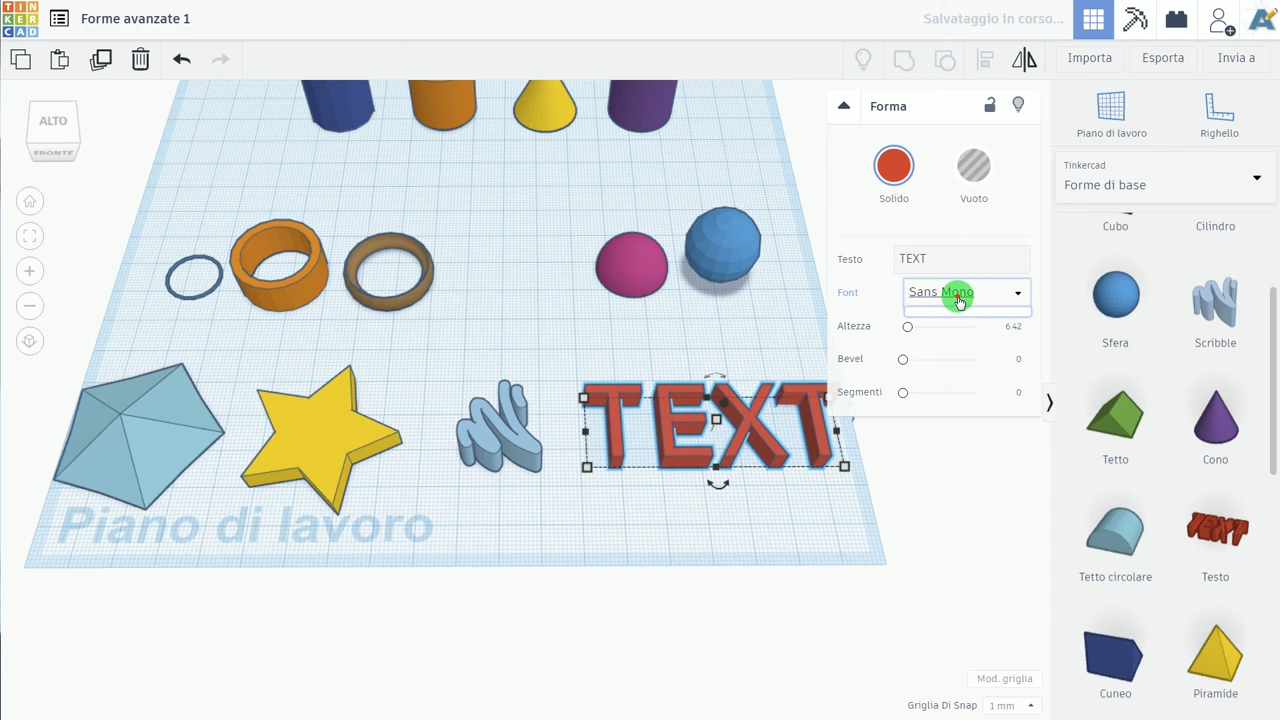 TIN
KER
CAD
Forme avanzate 1
Salvataggio in corso...
Importa
Esporta
Invia a
ALTO
FRONTE
Forma
Solido
Vuoto
Testo
TEXT
Font
Sans Mono
Altezza
6.42
Bevel
0
Segmenti
0
Piano di lavoro
Righello
Tinkercad
Forme di base
Cubo
Cilindro
Sfera
Scribble
Tetto
Cono
TEXT
Tetto circolare
Testo
Cuneo
Piramide
TEXT
Piano di lavoro
Mod. griglia
Griglia Di Snap
1 mm